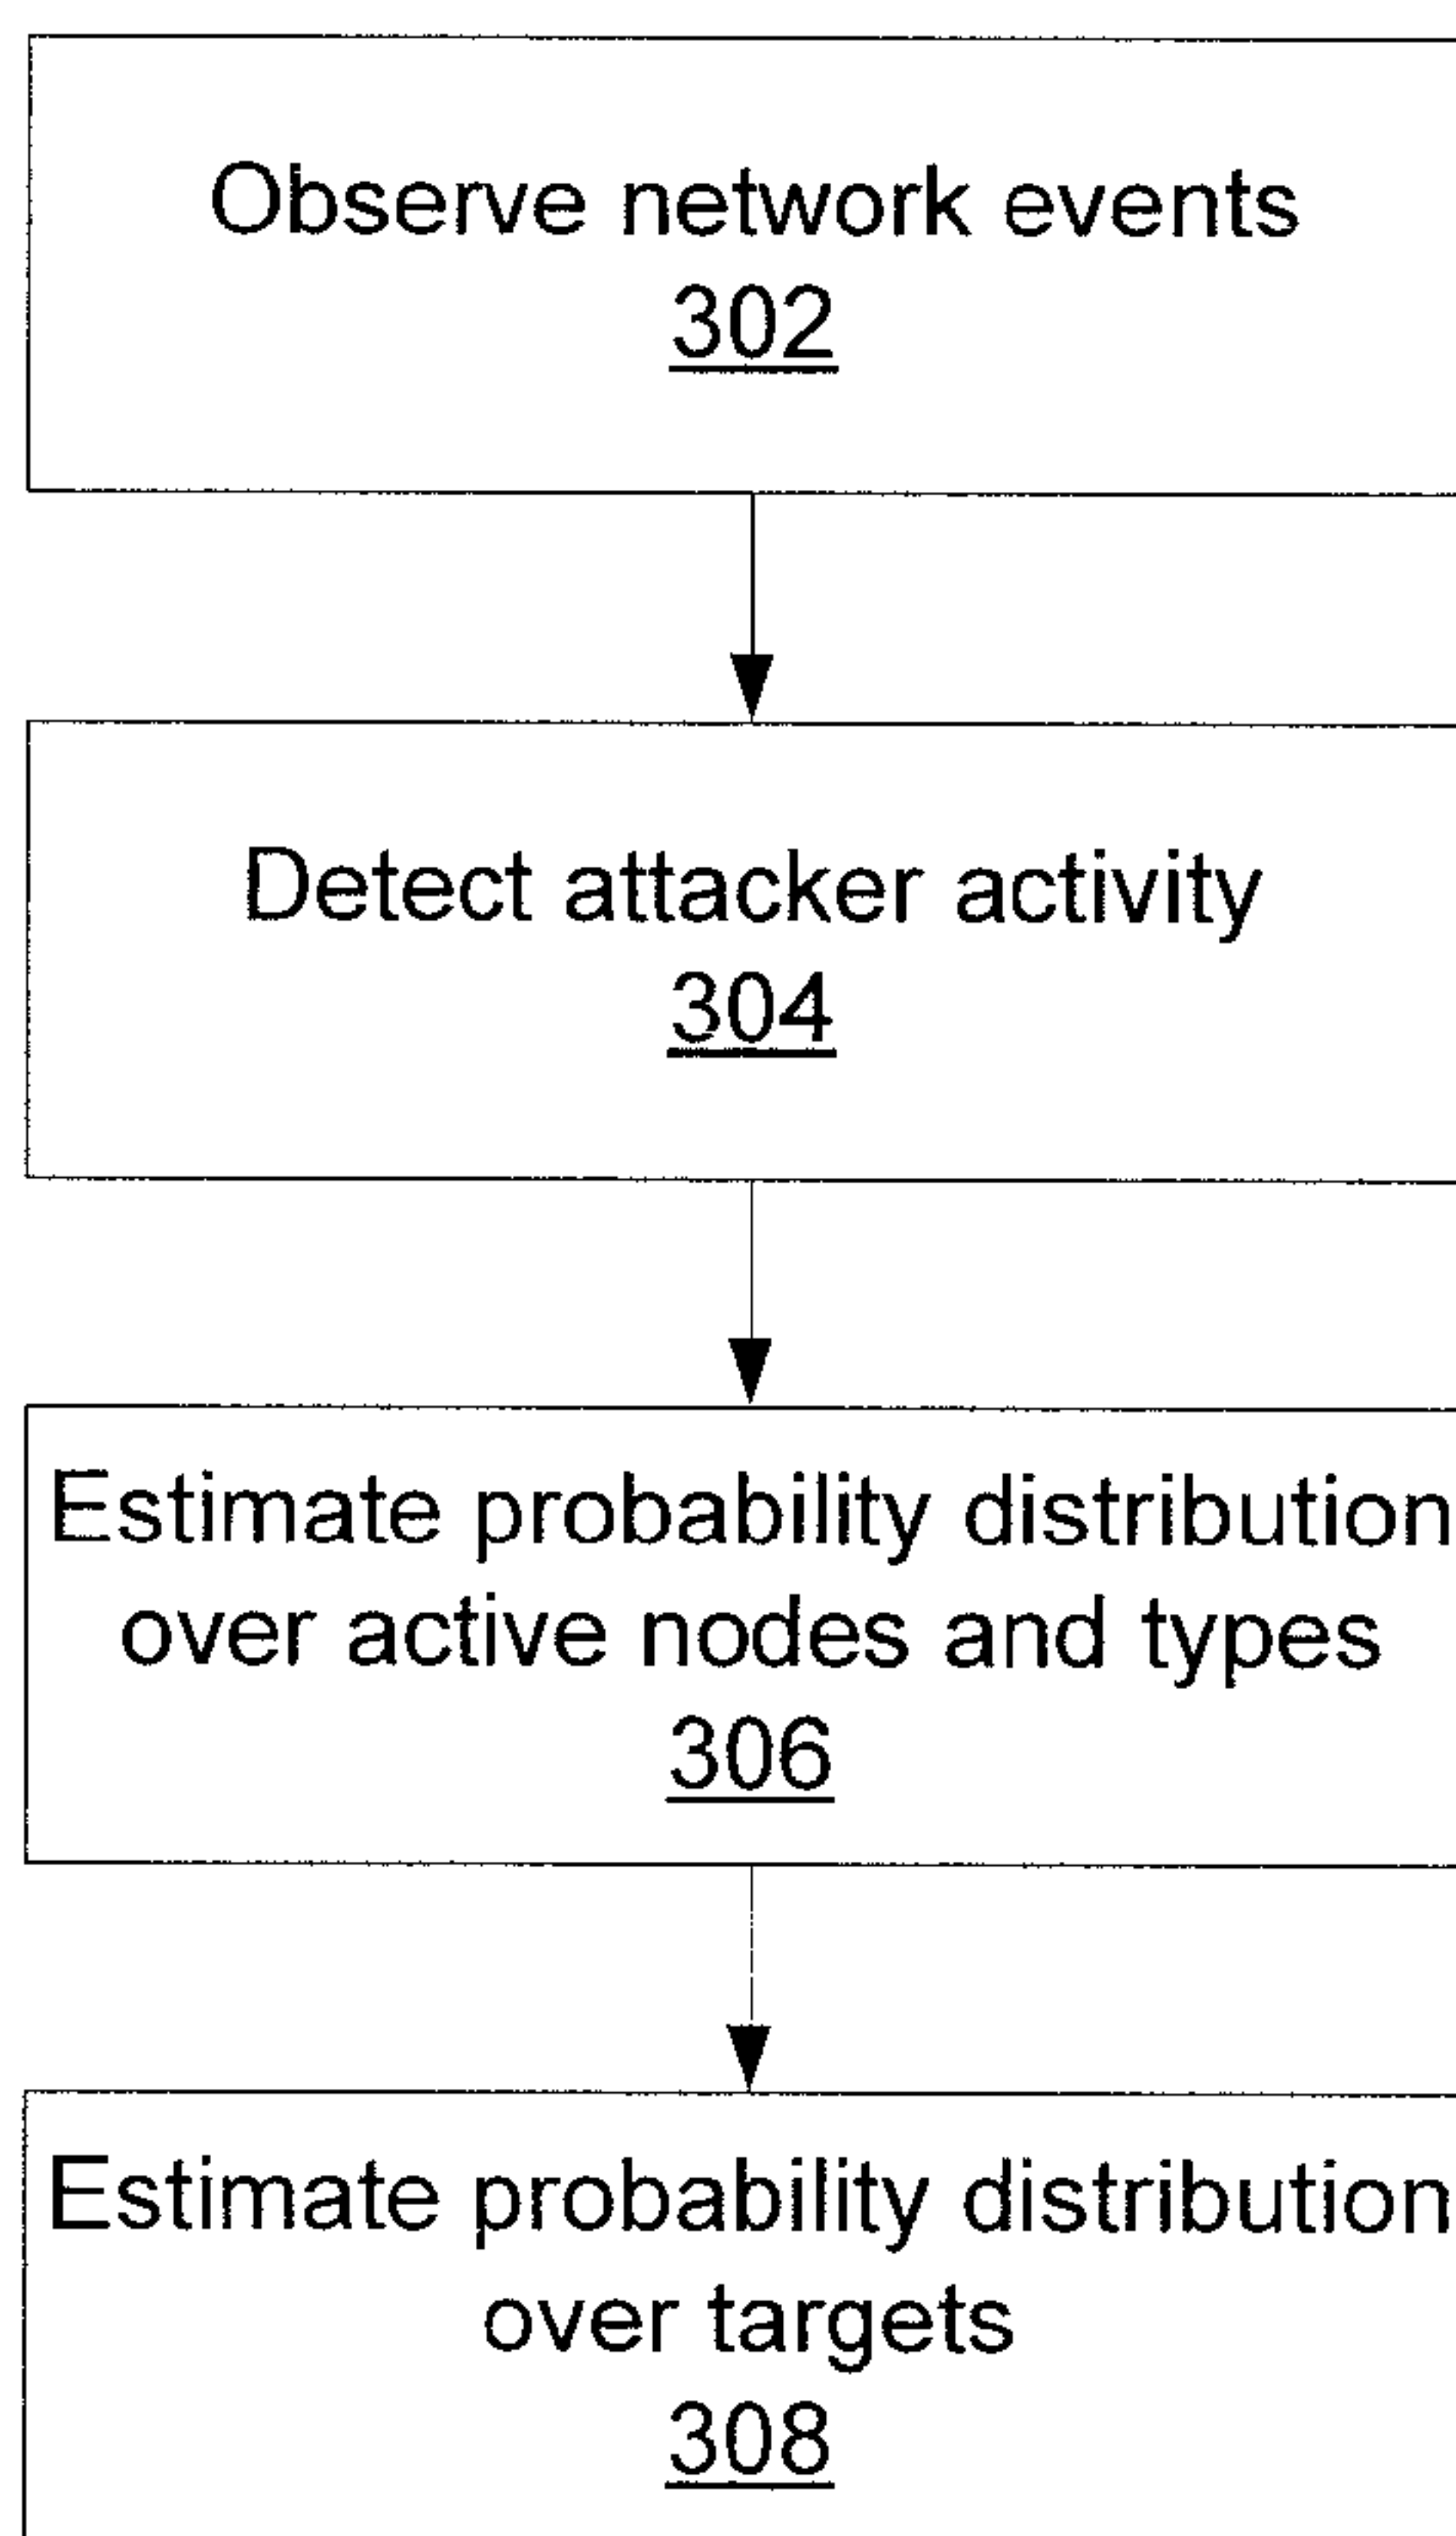 Observe network events
302
Detect attacker activity
304
Estimate probability distribution
over active nodes and types
306
Estimate probability distribution
over targets
308